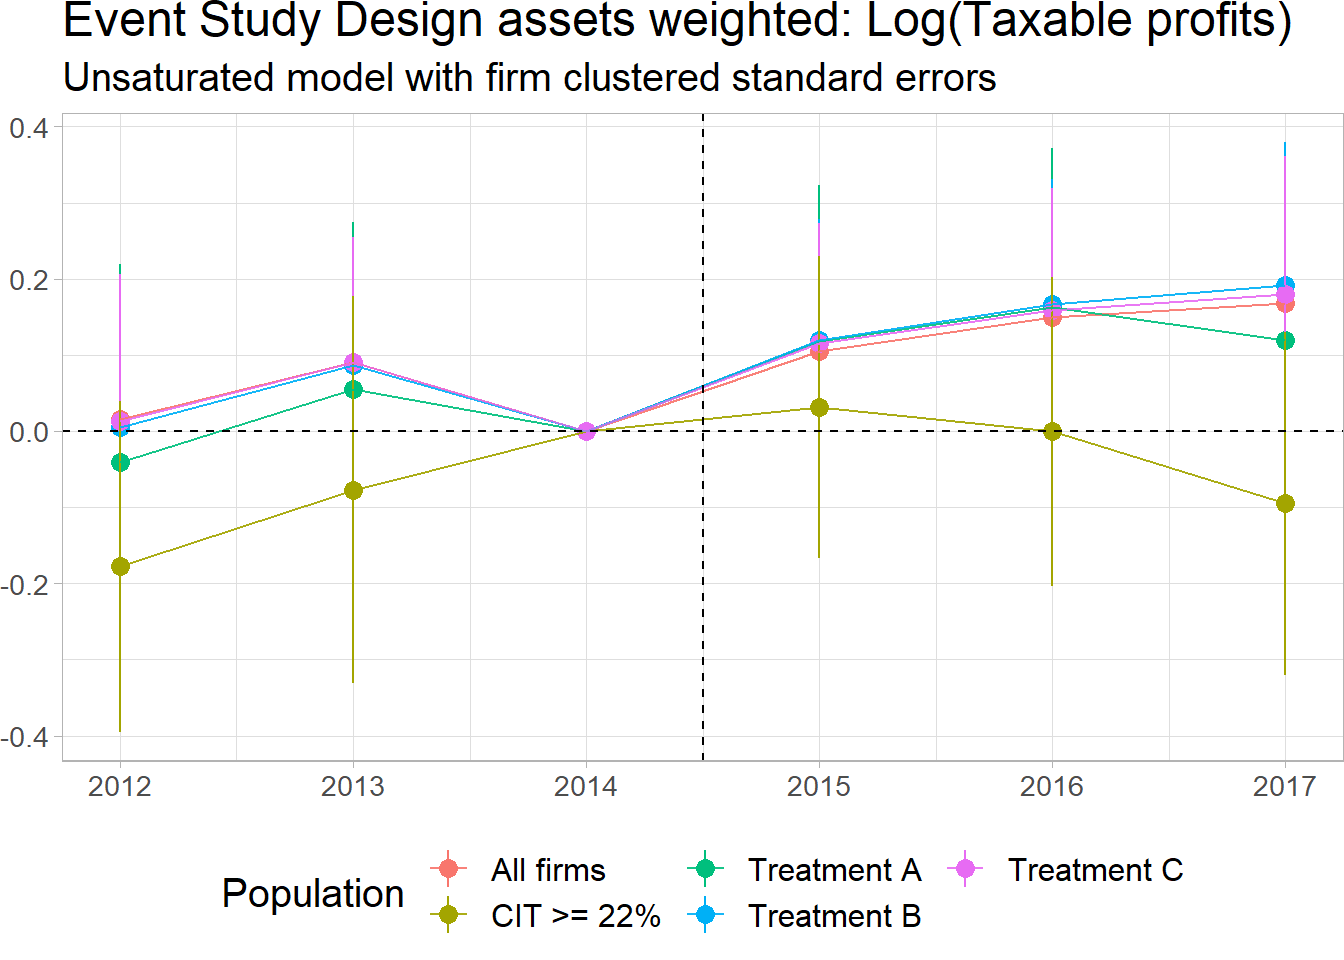 Event Study Design assets weighted: Log(Taxable profits)
Unsaturated model with firm clustered standard errors
0.4
0.2
0.0
-0.2
-0.4
2012 2013 2014 2015 2016 2017
Population
All firms Treatment A Treatment C
CIT >= 22% Treatment B